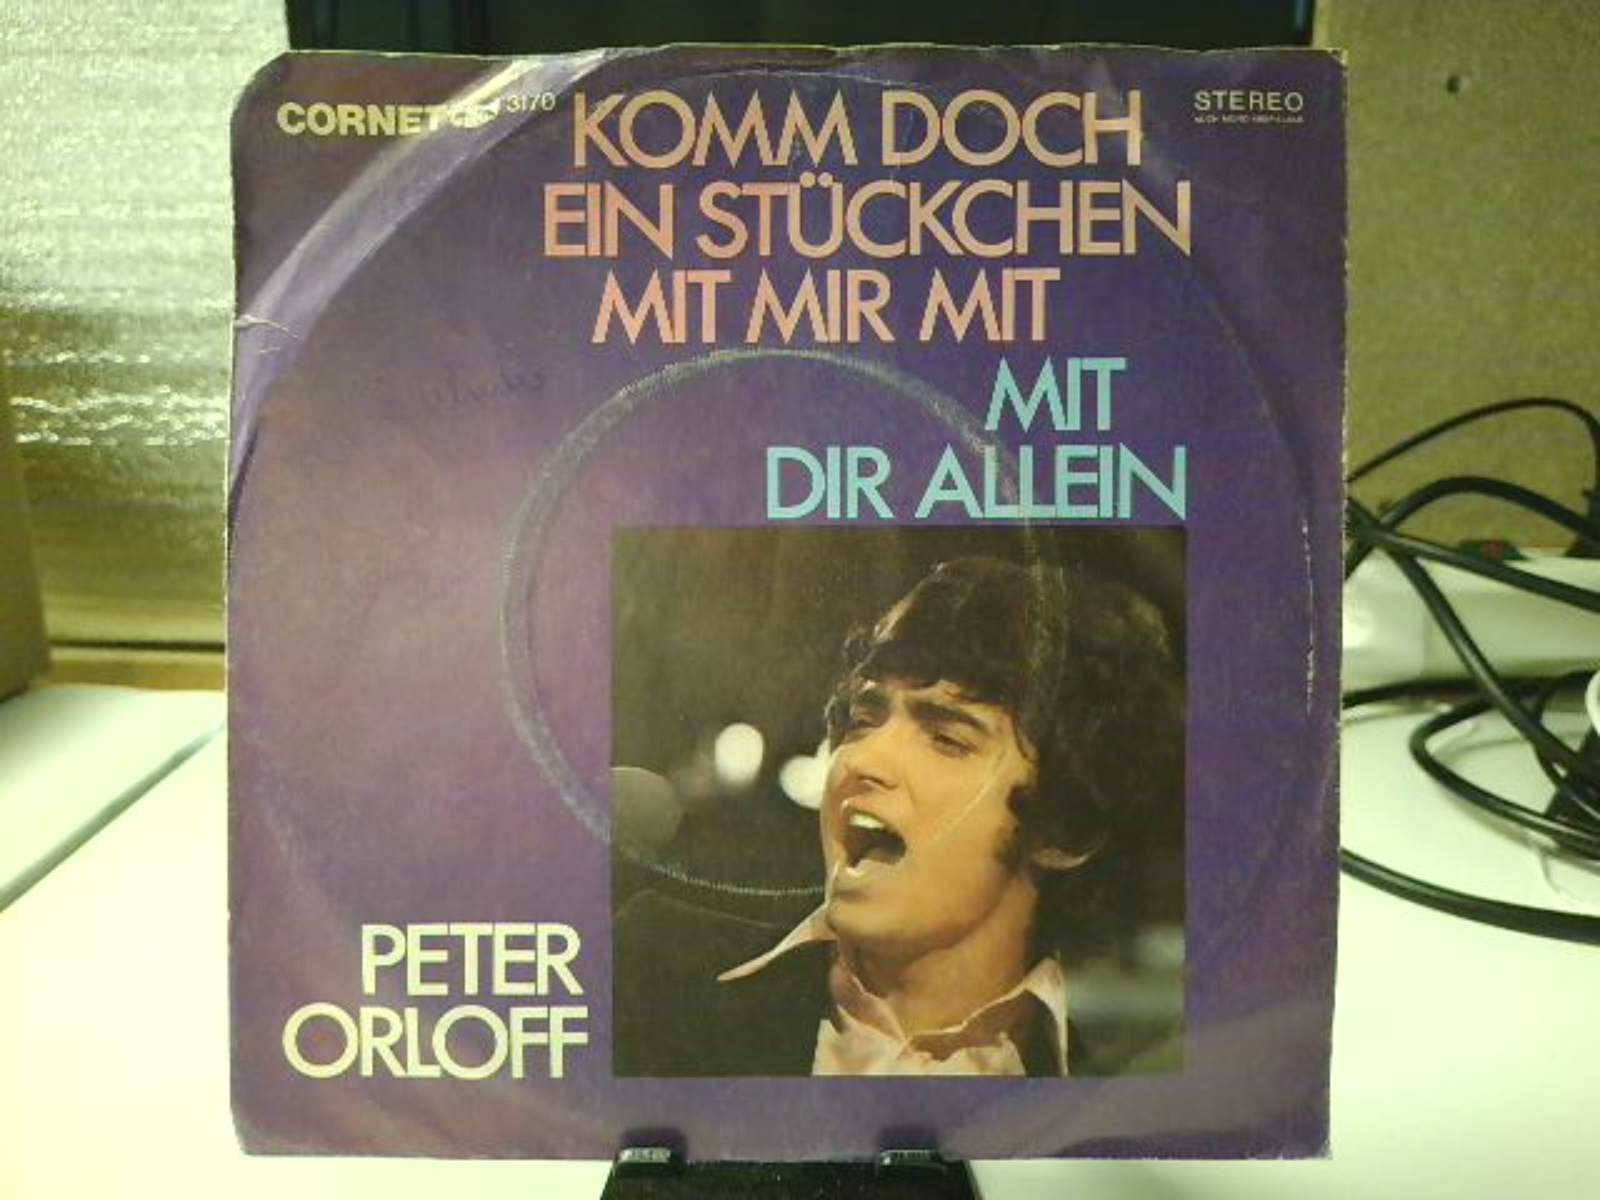 CORNET 3170
STEREO
KOMM DOCH
EIN STÜCKCHEN
MIT MIR MIT
MIT
DIR ALLEIN
PETER
ORLOFF